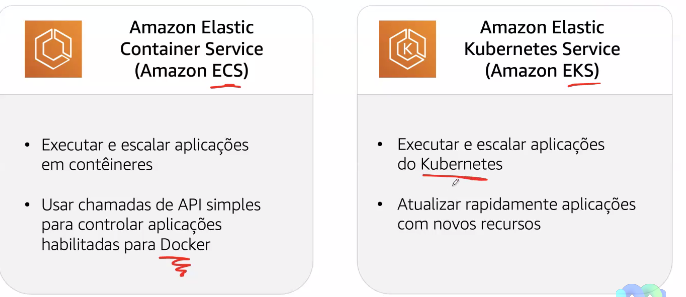 Amazon Elastic
Container Service
(Amazon ECS)
• Executar e escalar aplicações
em contêineres
• Usar chamadas de API simples
para controlar aplicações
habilitadas para Docker
K
Amazon Elastic
Kubernetes Service
(Amazon EKS)
• Executar e escalar aplicações
do Kubernetes
• Atualizar rapidamente aplicações
com novos recursos